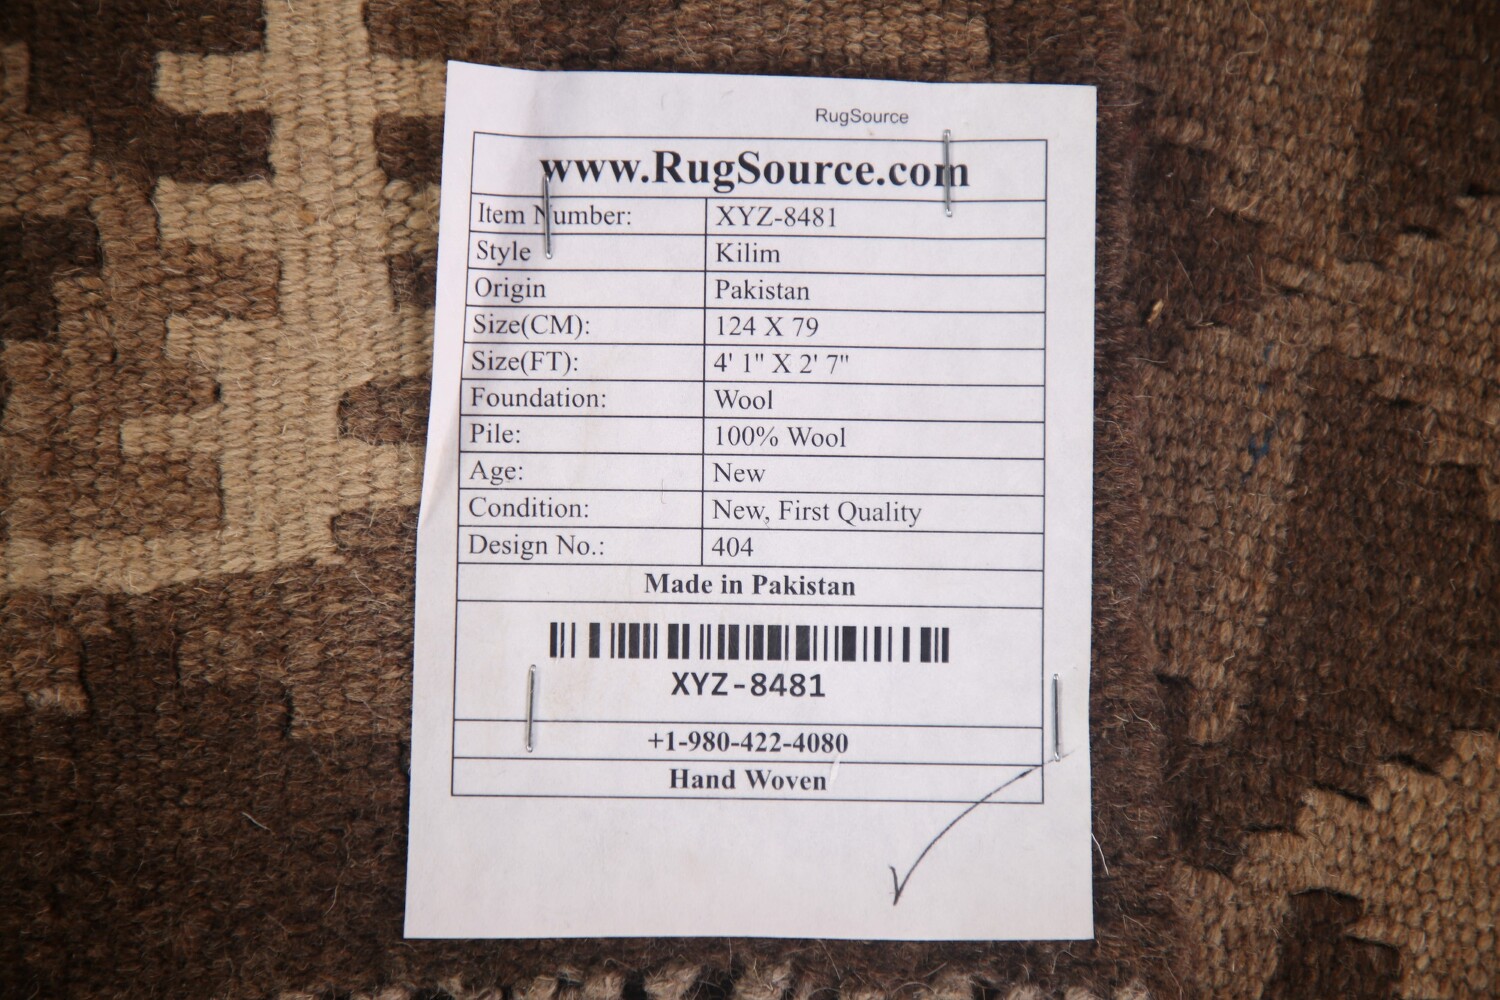 RugSource
www.RugSource.com
Item Number: XYZ-8481
Style Kilim
Origin Pakistan
Size(CM): 124 X 79
Size(FT): 4' 1" X 2' 7"
Foundation: Wool
Pile: 100% Wool
Age: New
Condition: New, First Quality
Design No.: 404
Made in Pakistan
XYZ-8481
+1-980-422-4080
Hand Woven